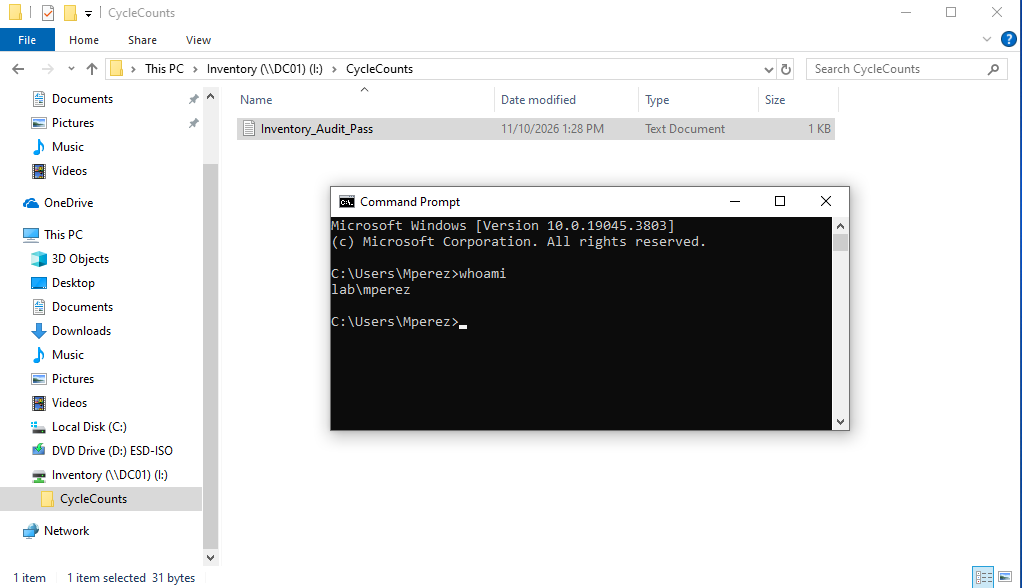 CycleCounts
File Home Share View
This PC Inventory (\\DC01) (I:) CycleCounts
Search CycleCounts
Name Date modified Type Size
Inventory_Audit_Pass 11/10/2026 1:28 PM Text Document 1 KB
Documents
Pictures
Music
Videos
OneDrive
This PC
3D Objects
Desktop
Documents
Downloads
Music
Pictures
Videos
Local Disk (C:)
DVD Drive (D:) ESD-ISO
Inventory (\\DC01) (I:)
CycleCounts
Network
1 item 1 item selected 31 bytes
C:\. Command Prompt
Microsoft Windows [Version 10.0.19045.3803]
(c) Microsoft Corporation. All rights reserved.
C:\Users\Mperez>whoami
lab\mperez
C:\Users\Mperez>